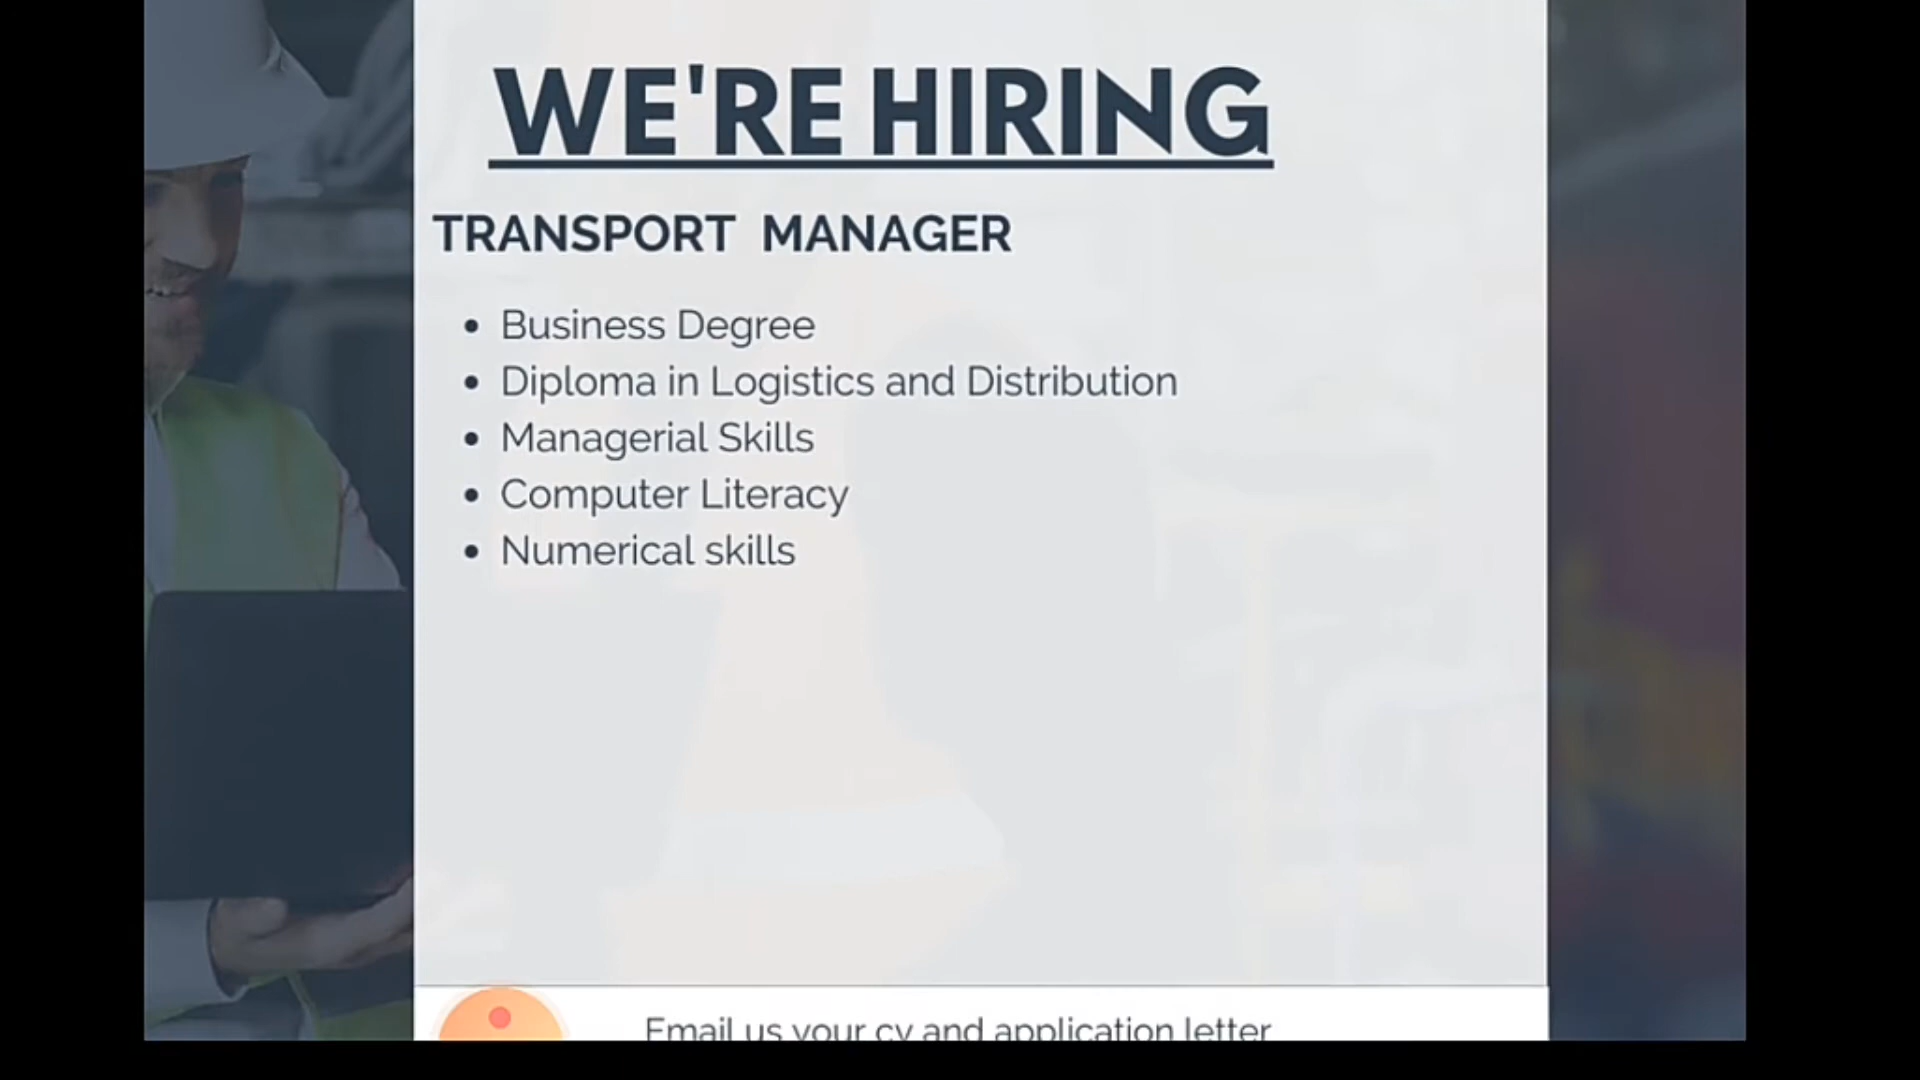 WE'RE HIRING
TRANSPORT MANAGER
• Business Degree
• Diploma in Logistics and Distribution
• Managerial Skills
• Computer Literacy
• Numerical skills
Email us your cv and application letter